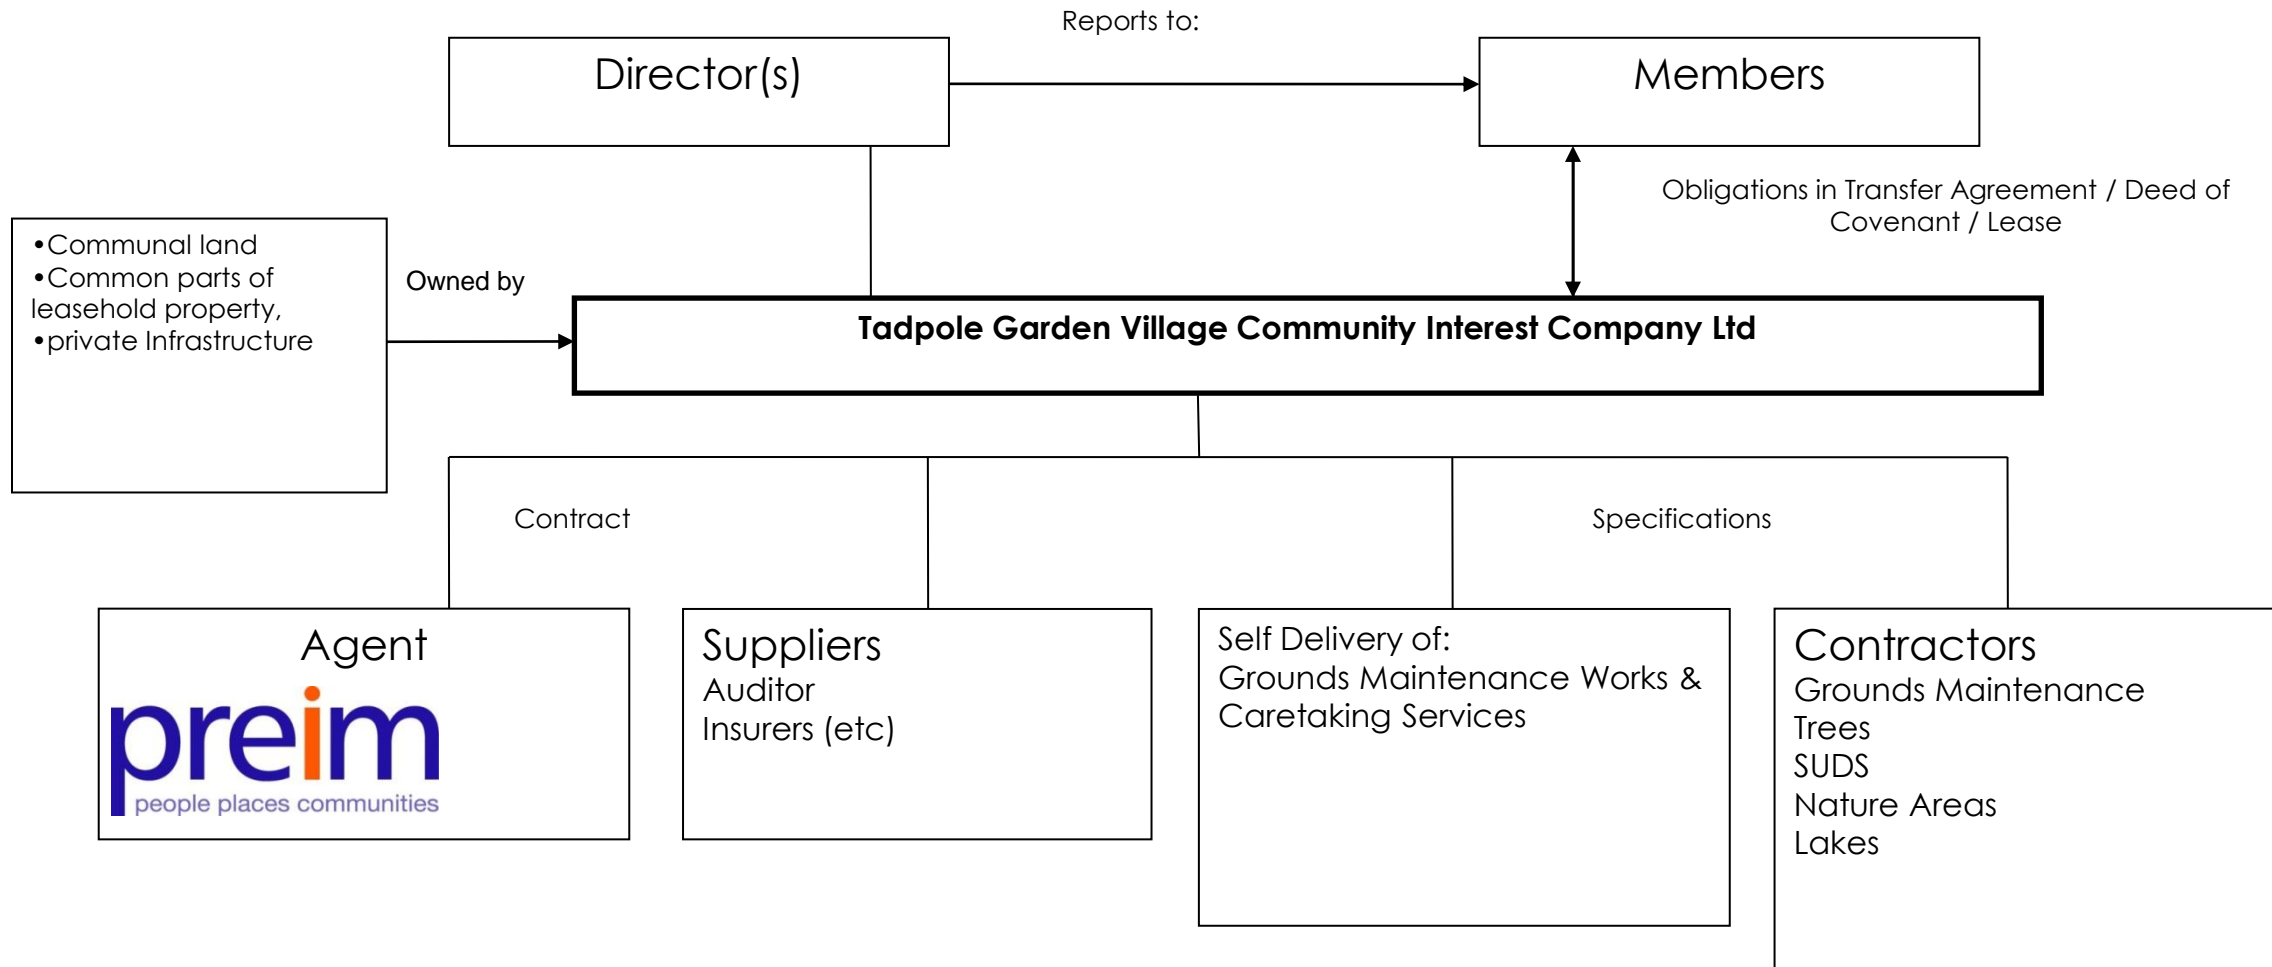 Reports to:
Director(s)
Members
Obligations in Transfer Agreement / Deed of
Covenant / Lease
•Communal land
•Common parts of
leasehold property,
•private Infrastructure
Owned by
Tadpole Garden Village Community Interest Company Ltd
Contract
Specifications
Agent
preim
people places communities
Suppliers
Auditor
Insurers (etc)
Self Delivery of:
Grounds Maintenance Works &
Caretaking Services
Contractors
Grounds Maintenance
Trees
SUDS
Nature Areas
Lakes